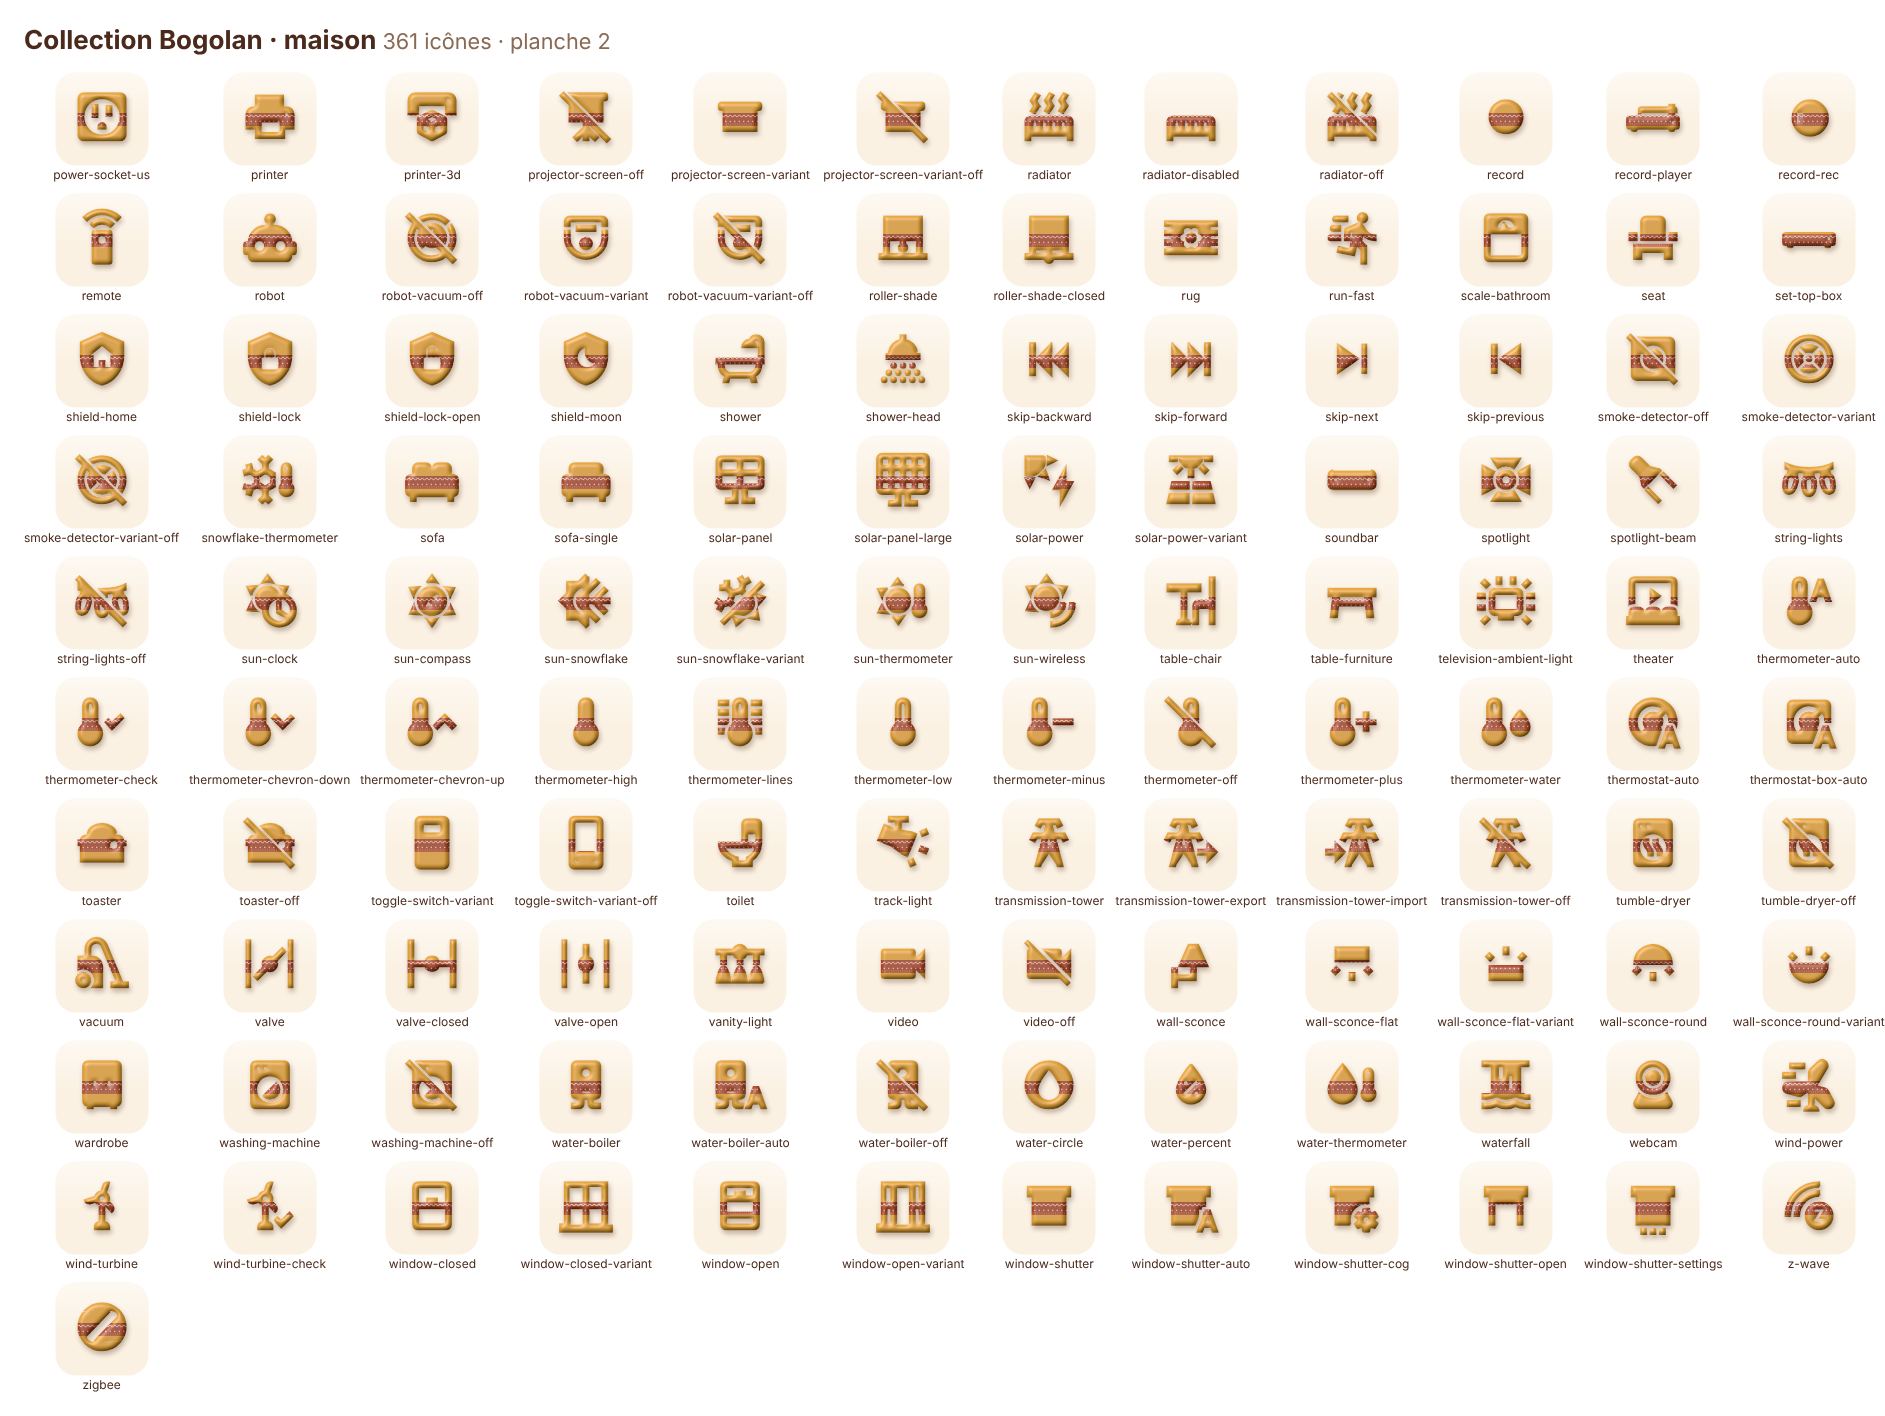 Collection Bogolan · maison 361 icônes · planche 2
power-socket-us printer printer-3d projector-screen-off projector-screen-variant projector-screen-variant-off radiator radiator-disabled radiator-off record record-player record-rec
remote robot robot-vacuum-off robot-vacuum-variant robot-vacuum-variant-off roller-shade roller-shade-closed rug run-fast scale-bathroom seat set-top-box
shield-home shield-lock shield-lock-open shield-moon shower shower-head skip-backward skip-forward skip-next skip-previous smoke-detector-off smoke-detector-variant
smoke-detector-variant-off snowflake-thermometer sofa sofa-single solar-panel solar-panel-large solar-power solar-power-variant soundbar spotlight spotlight-beam string-lights
string-lights-off sun-clock sun-compass sun-snowflake sun-snowflake-variant sun-thermometer sun-wireless table-chair table-furniture television-ambient-light theater thermometer-auto
thermometer-check thermometer-chevron-down thermometer-chevron-up thermometer-high thermometer-lines thermometer-low thermometer-minus thermometer-off thermometer-plus thermometer-water thermostat-auto thermostat-box-auto
toaster toaster-off toggle-switch-variant toggle-switch-variant-off toilet track-light transmission-tower transmission-tower-export transmission-tower-import transmission-tower-off tumble-dryer tumble-dryer-off
vacuum valve valve-closed valve-open vanity-light video video-off wall-sconce wall-sconce-flat wall-sconce-flat-variant wall-sconce-round wall-sconce-round-variant
wardrobe washing-machine washing-machine-off water-boiler water-boiler-auto water-boiler-off water-circle water-percent water-thermometer waterfall webcam wind-power
wind-turbine wind-turbine-check window-closed window-closed-variant window-open window-open-variant window-shutter window-shutter-auto window-shutter-cog window-shutter-open window-shutter-settings z-wave
zigbee